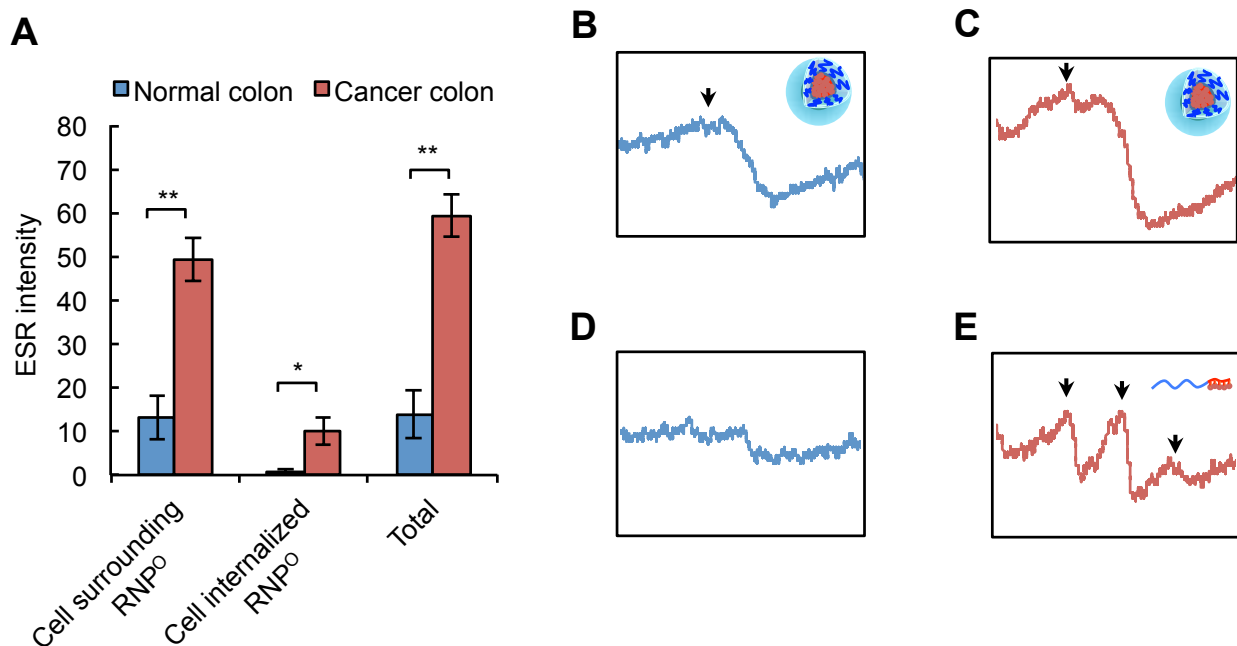 A
Normal colon
Cancer colon
ESR intensity
80
70
60
50
40
30
20
10
0
**
*
**
Cell surrounding
RNPᴼ
Cell internalized
RNPᴼ
Total
B
C
D
E